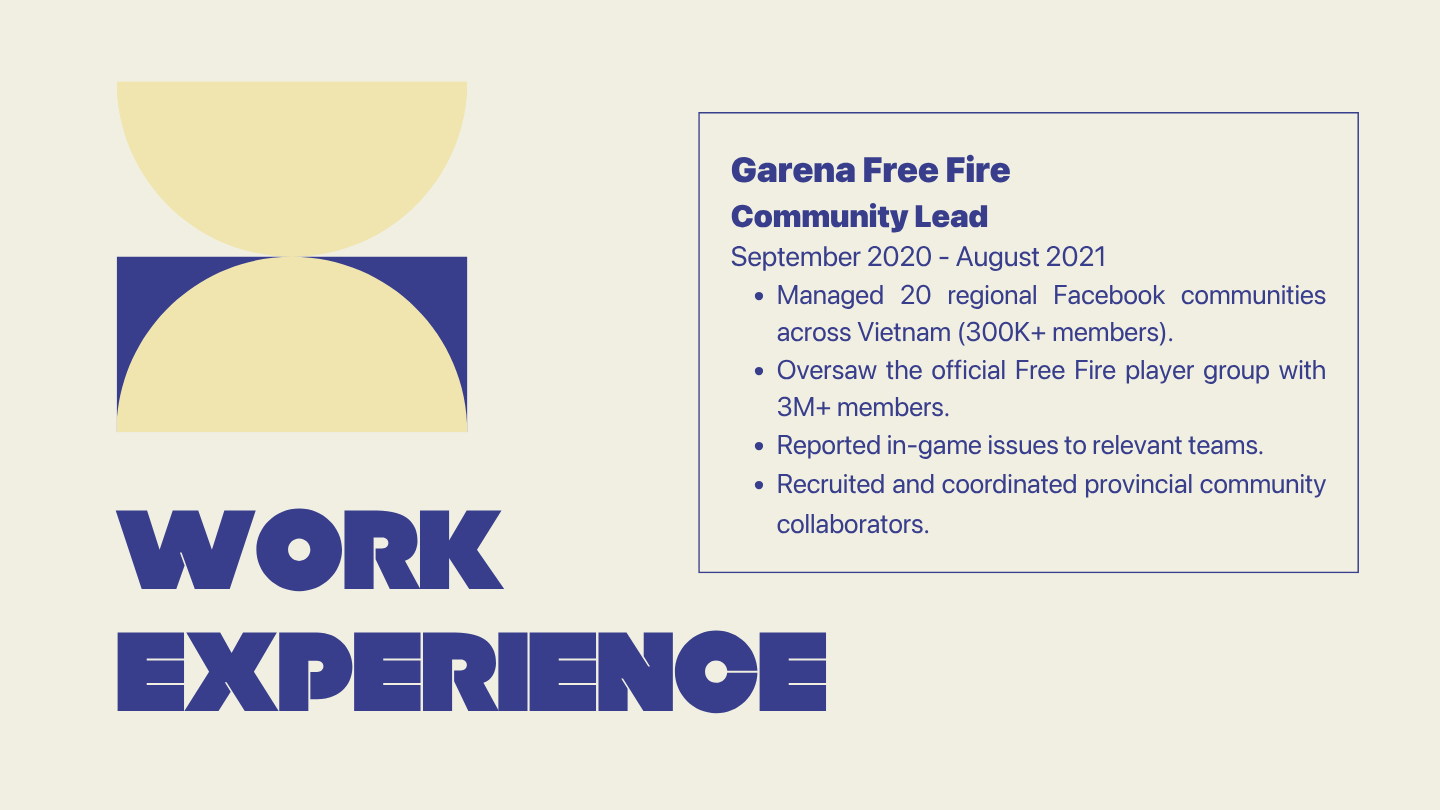 Garena Free Fire
Community Lead
September 2020 - August 2021
• Managed 20 regional Facebook communities
across Vietnam (300K+ members).
• Oversaw the official Free Fire player group with
3M+ members.
• Reported in-game issues to relevant teams.
• Recruited and coordinated provincial community
collaborators.
WORK
EXPERIENCE